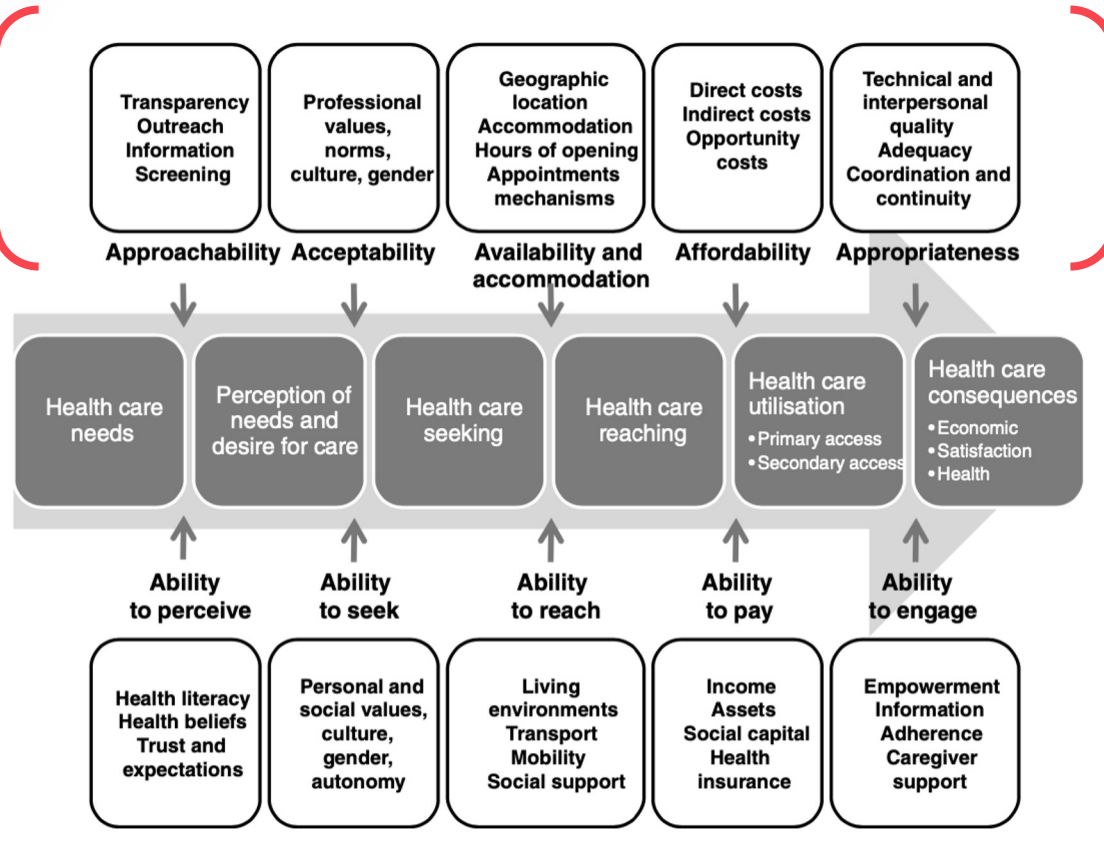 Transparency
Outreach
Information
Screening
Professional
values,
norms,
culture, gender
Geographic
location
Accommodation
Hours of opening
Appointments
mechanisms
Direct costs
Indirect costs
Opportunity
costs
Technical and
interpersonal
quality
Adequacy
Coordination and
continuity
Approachability
Acceptability
Availability and
accommodation
Affordability
Appropriateness
Health care
needs
Perception of
needs and
desire for care
Health care
seeking
Health care
reaching
Health care
utilisation
•Primary access
•Secondary access
Health care
consequences
•Economic
•Satisfaction
•Health
Ability
to perceive
Ability
to seek
Ability
to reach
Ability
to pay
Ability
to engage
Health literacy
Health beliefs
Trust and
expectations
Personal and
social values,
culture,
gender,
autonomy
Living
environments
Transport
Mobility
Social support
Income
Assets
Social capital
Health
insurance
Empowerment
Information
Adherence
Caregiver
support